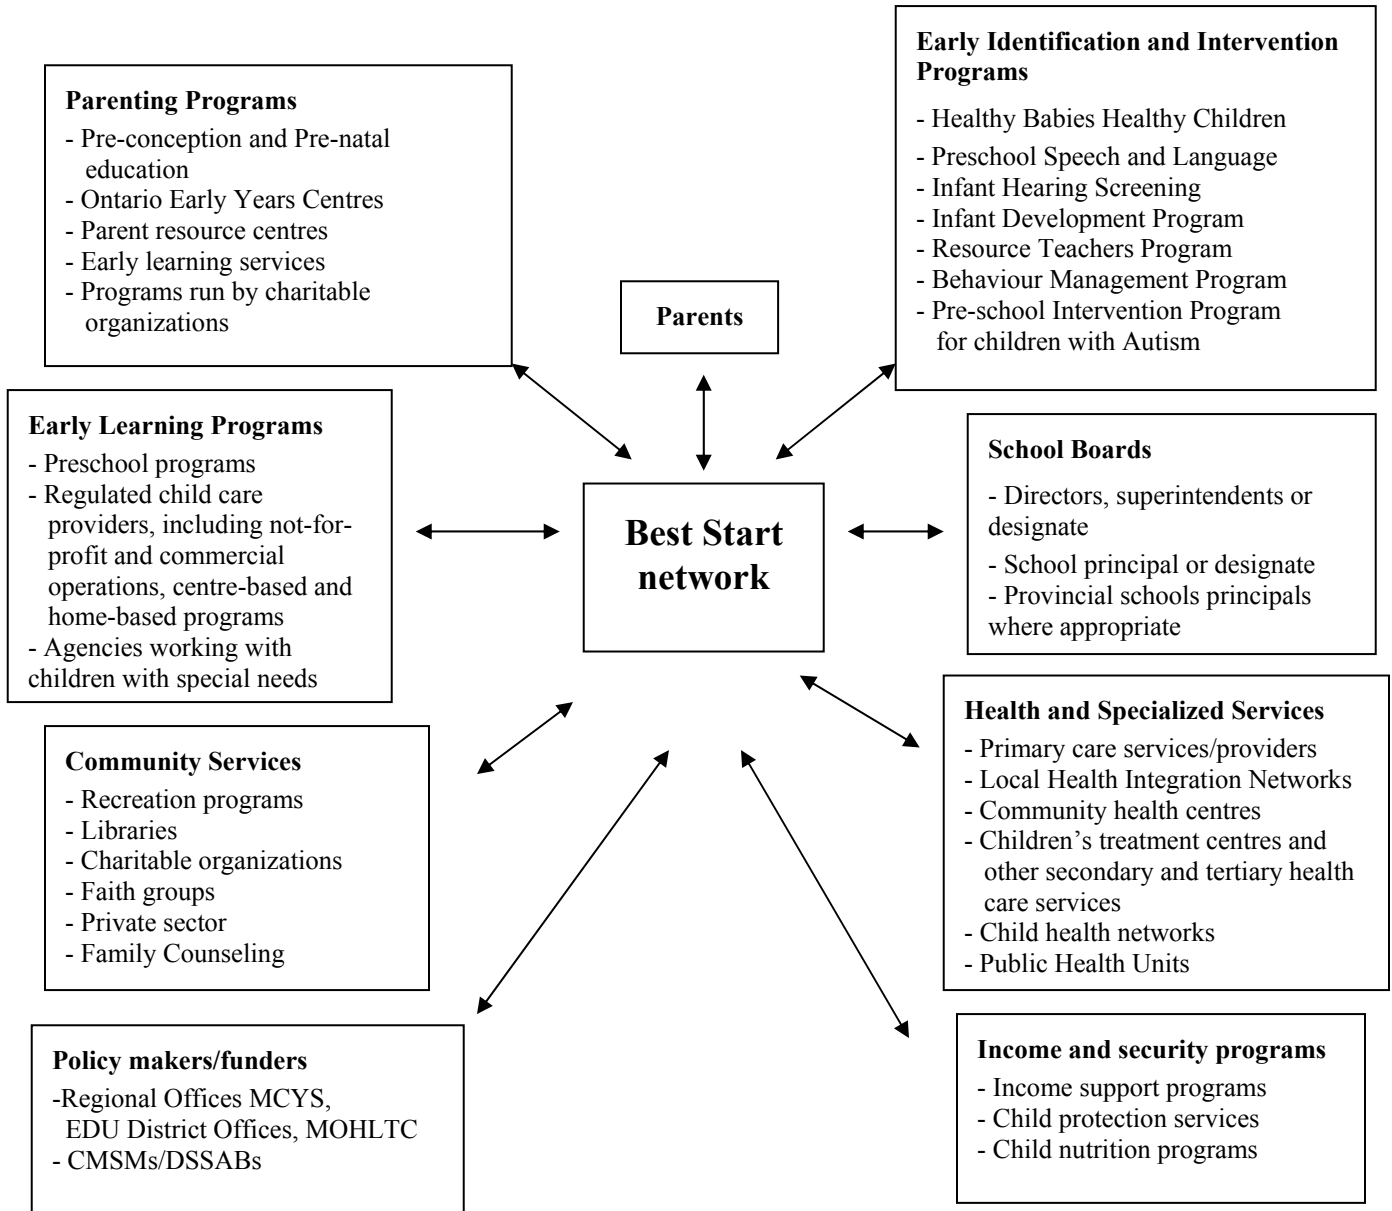 Parenting Programs
- Pre-conception and Pre-natal
education
- Ontario Early Years Centres
- Parent resource centres
- Early learning services
- Programs run by charitable
organizations
Parents
Early Identification and Intervention
Programs
- Healthy Babies Healthy Children
- Preschool Speech and Language
- Infant Hearing Screening
- Infant Development Program
- Resource Teachers Program
- Behaviour Management Program
- Pre-school Intervention Program
for children with Autism
Early Learning Programs
- Preschool programs
- Regulated child care
providers, including not-for-
profit and commercial
operations, centre-based and
home-based programs
- Agencies working with
children with special needs
Best Start
network
School Boards
- Directors, superintendents or
designate
- School principal or designate
- Provincial schools principals
where appropriate
Community Services
- Recreation programs
- Libraries
- Charitable organizations
- Faith groups
- Private sector
- Family Counseling
Health and Specialized Services
- Primary care services/providers
- Local Health Integration Networks
- Community health centres
- Children’s treatment centres and
other secondary and tertiary health
care services
- Child health networks
- Public Health Units
Policy makers/funders
-Regional Offices MCYS,
EDU District Offices, MOHLTC
- CMSMs/DSSABs
Income and security programs
- Income support programs
- Child protection services
- Child nutrition programs